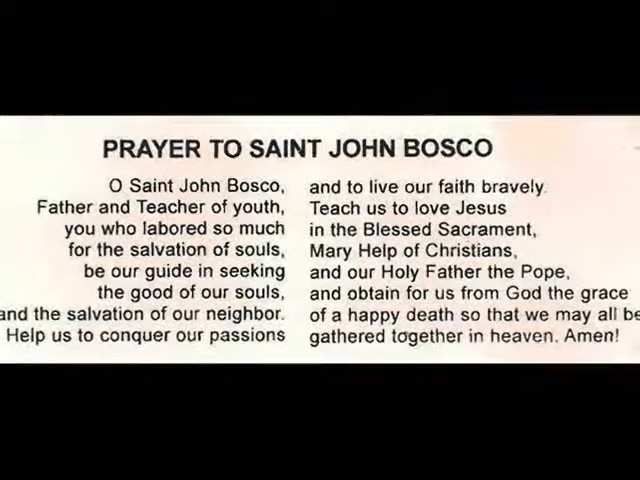 PRAYER TO SAINT JOHN BOSCO
O Saint John Bosco,
Father and Teacher of youth,
you who labored so much
for the salvation of souls,
be our guide in seeking
the good of our souls,
and the salvation of our neighbor.
Help us to conquer our passions
and to live our faith bravely.
Teach us to love Jesus
in the Blessed Sacrament,
Mary Help of Christians,
and our Holy Father the Pope,
and obtain for us from God the grace
of a happy death so that we may all be
gathered together in heaven. Amen!